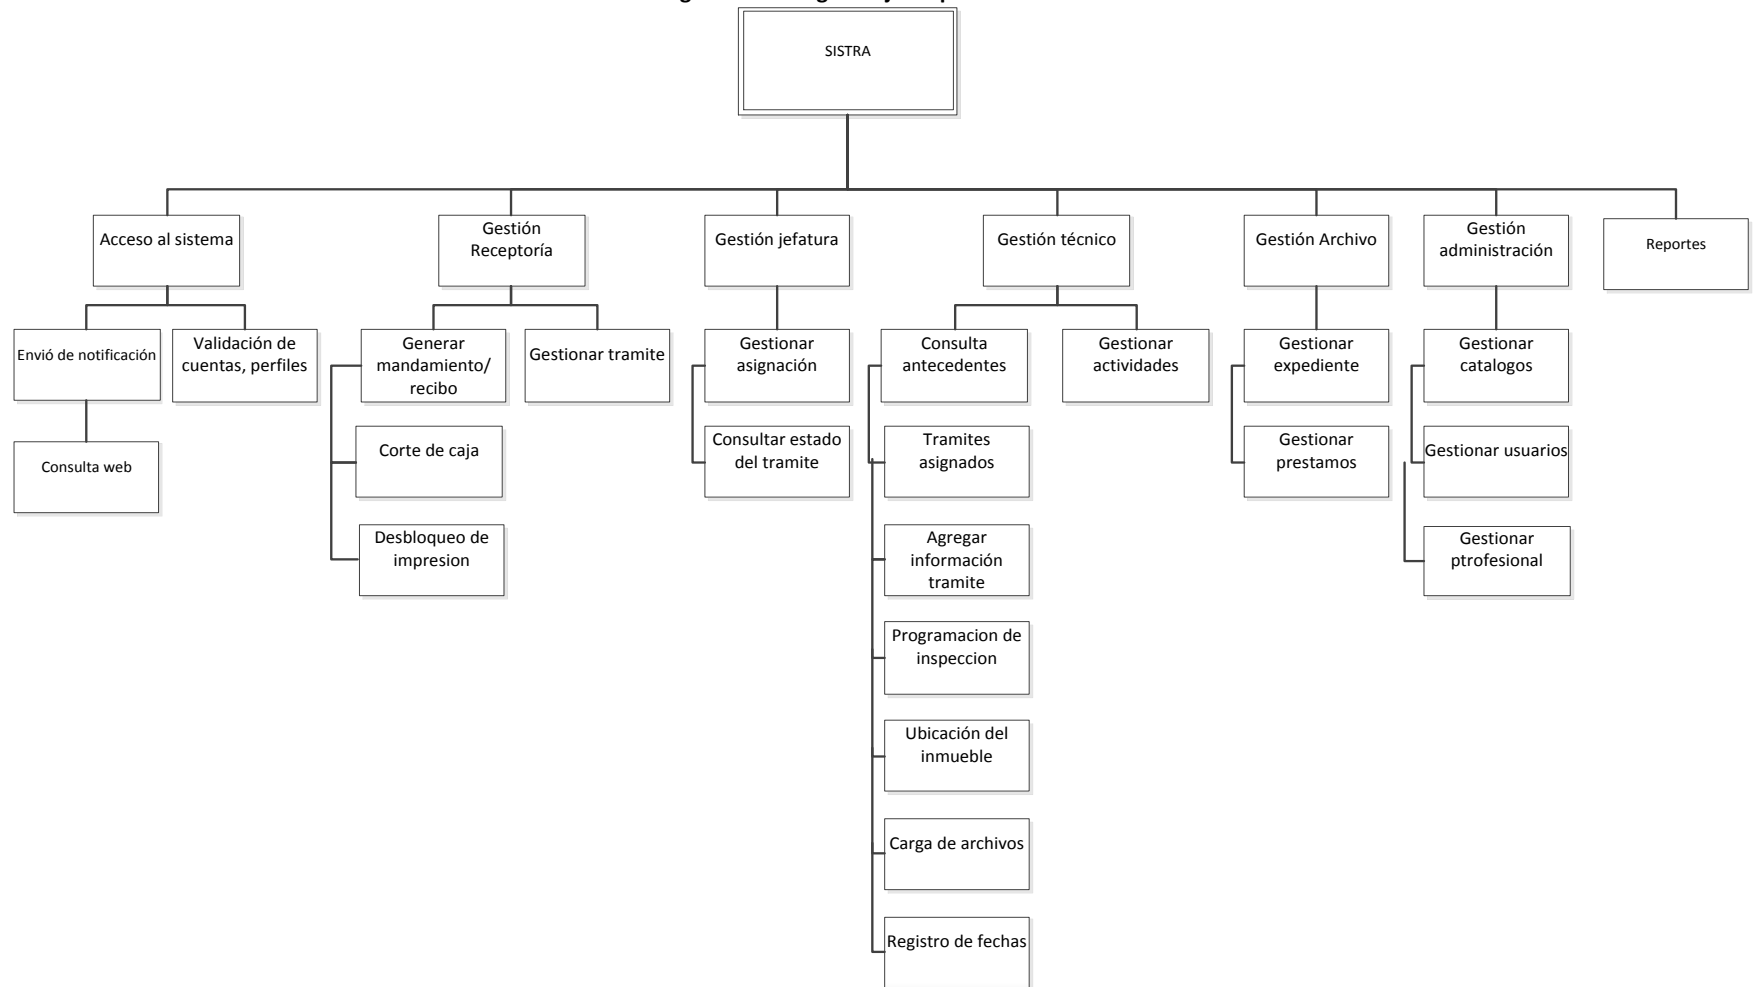 SISTRA
Acceso al sistema
Gestión
Receptoría
Gestión jefatura
Gestión técnico
Gestión Archivo
Gestión
administración
Reportes
Envió de notificación
Validación de
cuentas, perfiles
Generar
mandamiento/
recibo
Gestionar tramite
Gestionar
asignación
Consulta
antecedentes
Gestionar
actividades
Gestionar
expediente
Gestionar
catalogos
Consulta web
Corte de caja
Consultar estado
del tramite
Tramites
asignados
Gestionar
prestamos
Gestionar usuarios
Desbloqueo de
impresion
Agregar
información
tramite
Gestionar
ptrofesional
Programacion de
inspeccion
Ubicación del
inmueble
Carga de archivos
Registro de fechas